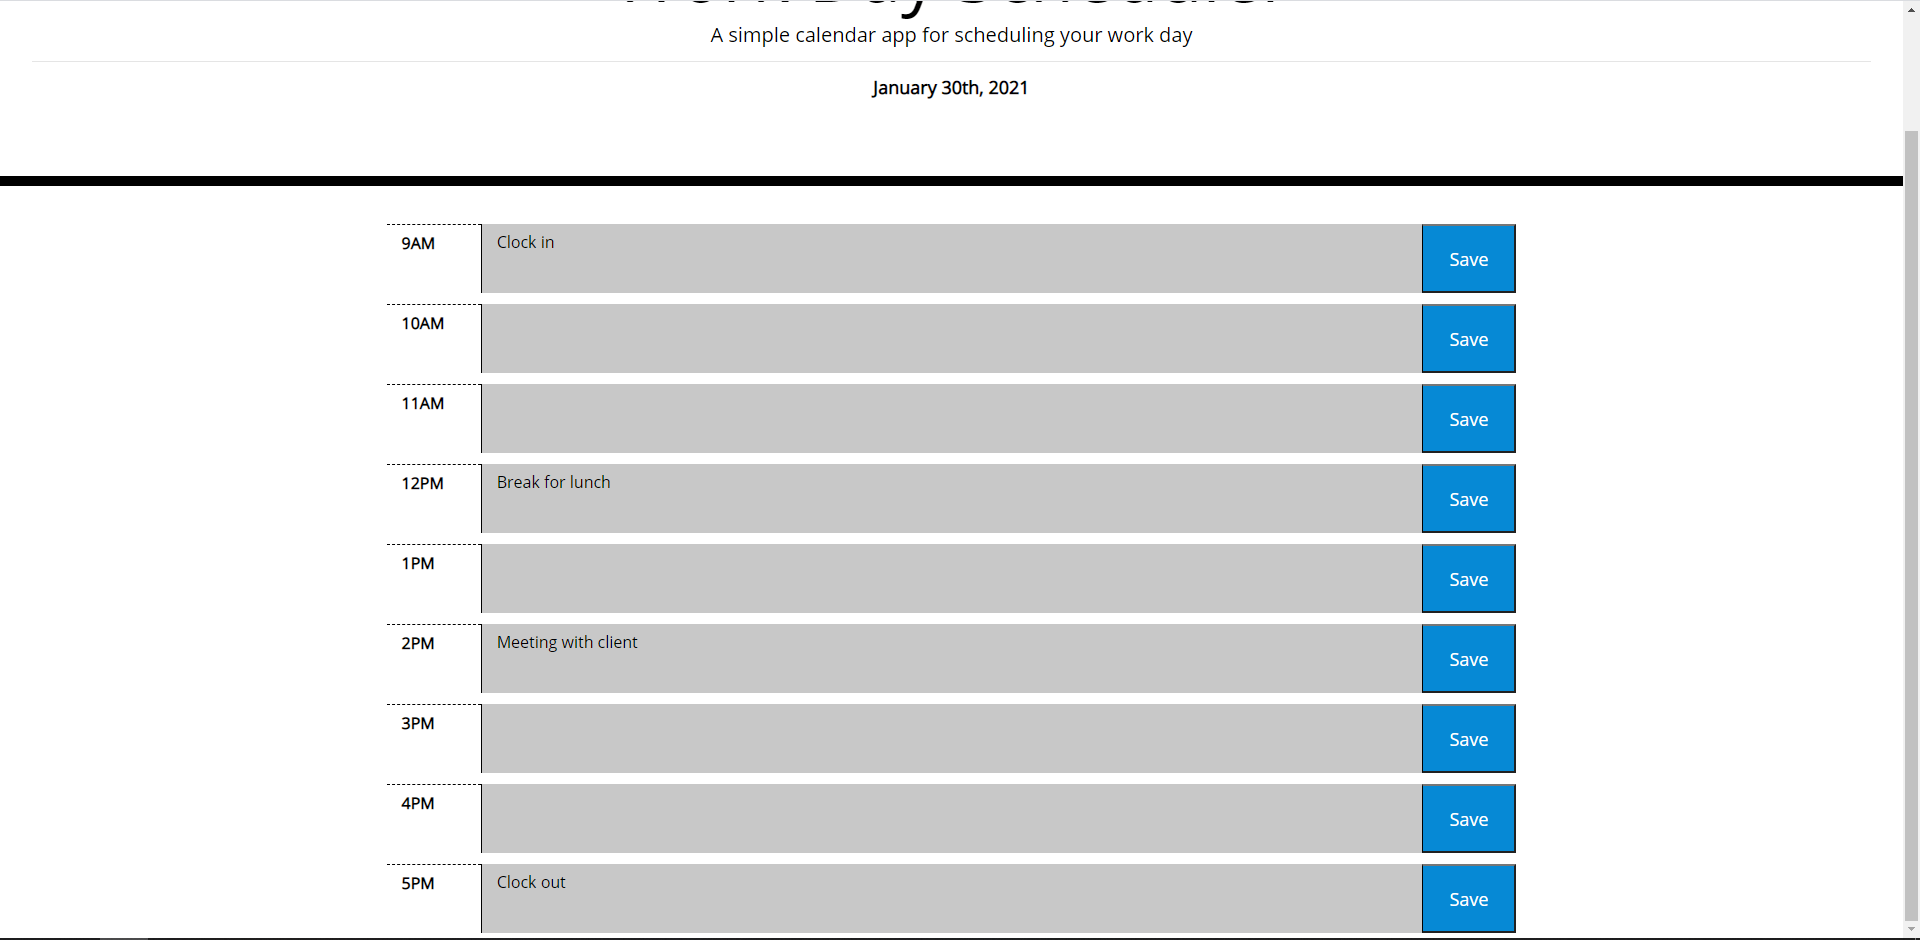 A simple calendar app for scheduling your work day
January 30th, 2021
9AM Clock in Save
10AM Save
11AM Save
12PM Break for lunch Save
1PM Save
2PM Meeting with client Save
3PM Save
4PM Save
5PM Clock out Save